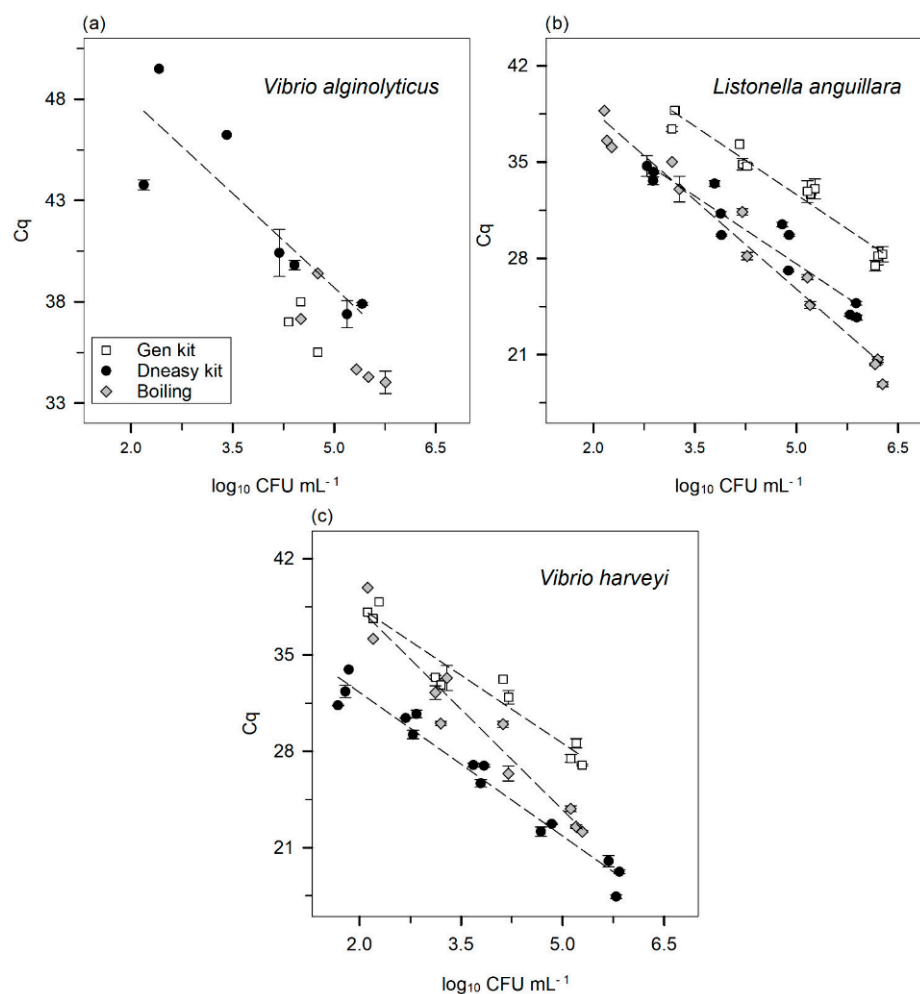 (a)
Vibrio alginolyticus
48
43
38
33
Cq
Gen kit
Dneasy kit
Boiling
2.0 3.5 5.0 6.5
log₁₀ CFU mL⁻¹
(b)
Listonella anguillara
42
35
28
21
Cq
2.0 3.5 5.0 6.5
log₁₀ CFU mL⁻¹
(c)
Vibrio harveyi
42
35
28
21
Cq
2.0 3.5 5.0 6.5
log₁₀ CFU mL⁻¹